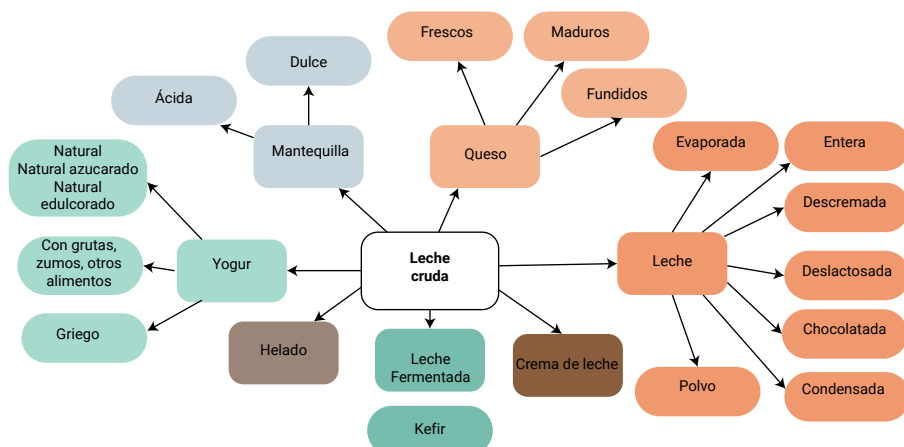 Frescos
Maduros
Dulce
Ácida
Fundidos
Mantequilla
Queso
Evaporada
Entera
Natural
Natural azucarado
Natural
edulcorado
Descremada
Con grutas,
zumos, otros
alimentos
Yogur
Leche
cruda
Leche
Deslactosada
Griego
Helado
Leche
Fermentada
Crema de leche
Chocolatada
Polvo
Condensada
Kefir